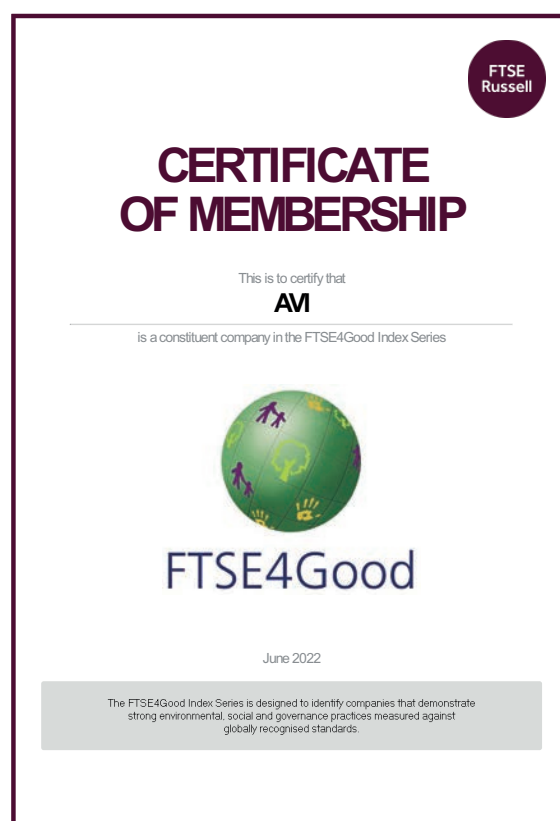 FTSE
Russell
CERTIFICATE
OF MEMBERSHIP
This is to certify that
AVI
is a constituent company in the FTSE4Good Index Series
FTSE4Good
June 2022
The FTSE4Good Index Series is designed to identify companies that demonstrate
strong environmental, social and governance practices measured against
globally recognised standards.